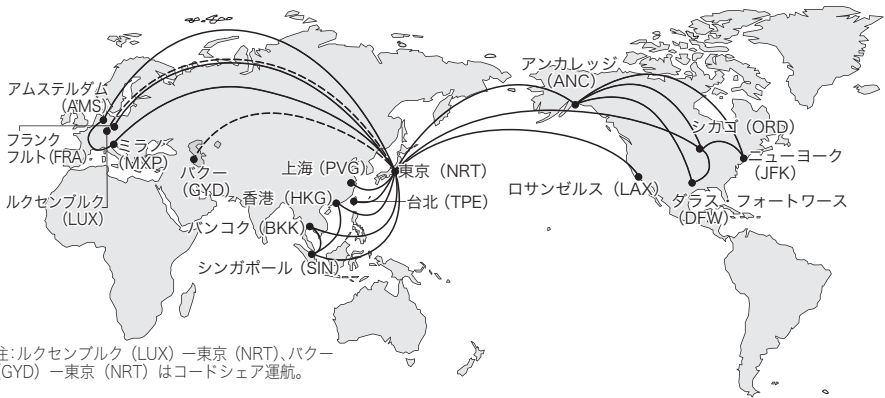 アムステルダム
(AMS)
フランク
フルト(FRA)
ルクセンブルク
(LUX)
ミラン
(MXP)
バクー
(GYD)
上海(PVG)
香港(HKG)
バンコク(BKK)
シンガポール(SIN)
東京(NRT)
台北(TPE)
アンカレッジ
(ANC)
シカゴ(ORD)
ニューヨーク
(JFK)
ロサンゼルス(LAX)
ダラス・フォートワース
(DFW)
注:ルクセンブルク(LUX)ー東京(NRT)、バクー
(GYD)ー東京(NRT)はコードシェア運航。